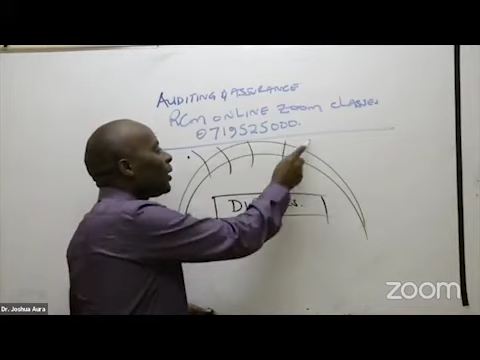 AUDITING & ASSURANCE
RCM ONLINE ZOOM classes
0719525000.
zoom
Dr. Joshua Aura